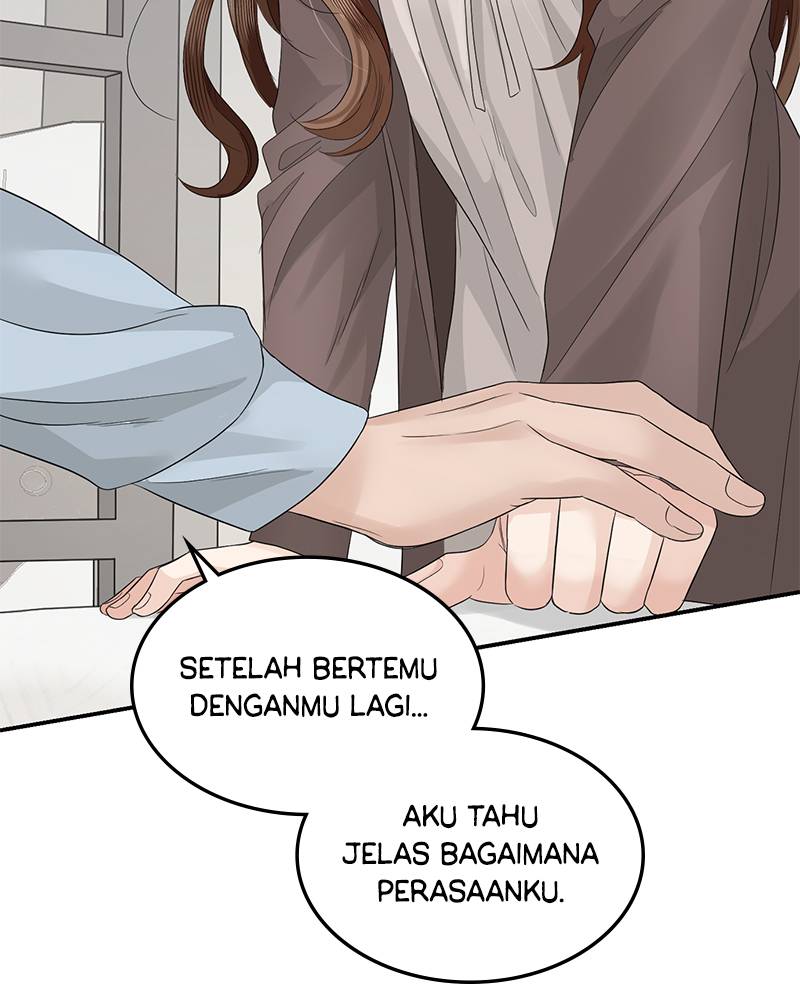 SETELAH BERTEMU
DENGANMU LAGI...
AKU TAHU
JELAS BAGAIMANA
PERASAANKU.